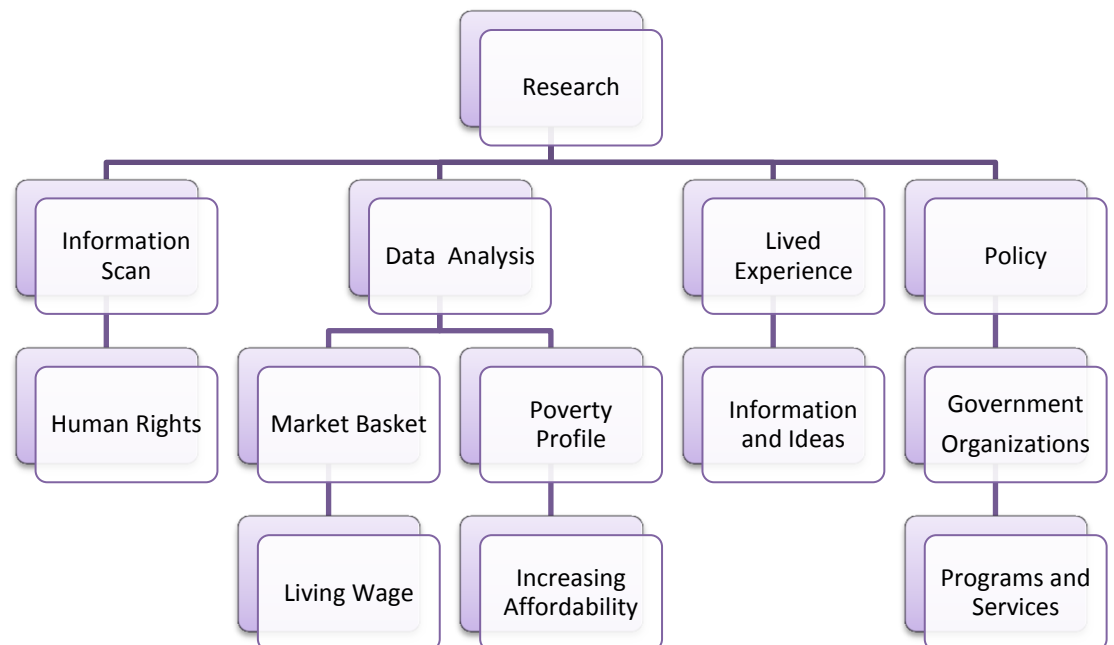 Research
Information
Scan
Data  Analysis
Lived
Experience
Policy
Human Rights
Market Basket
Poverty
Profile
Information
and Ideas
Government
Organizations
Living Wage
Increasing
Affordability
Programs and
Services